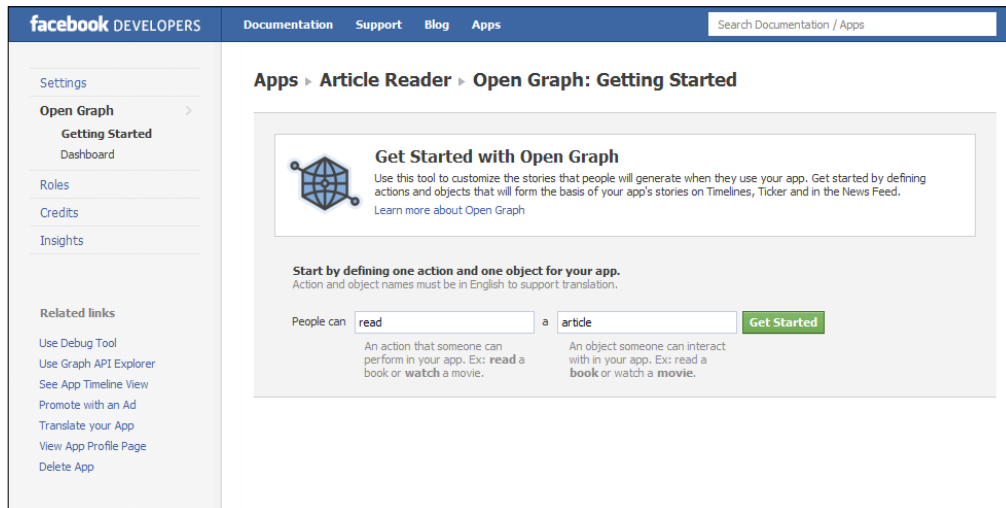 facebook DEVELOPERS Documentation Support Blog Apps Search Documentation / Apps
Settings
Open Graph
Getting Started
Dashboard
Roles
Credits
Insights
Related links
Use Debug Tool
Use Graph API Explorer
See App Timeline View
Promote with an Ad
Translate your App
View App Profile Page
Delete App
Apps ▸ Article Reader ▸ Open Graph: Getting Started
Get Started with Open Graph
Use this tool to customize the stories that people will generate when they use your app. Get started by defining
actions and objects that will form the basis of your app's stories on Timelines, Ticker and in the News Feed.
Learn more about Open Graph
Start by defining one action and one object for your app.
Action and object names must be in English to support translation.
People can read a article Get Started
An action that someone can
perform in your app. Ex: read a
book or watch a movie.
An object someone can interact
with in your app. Ex: read a
book or watch a movie.